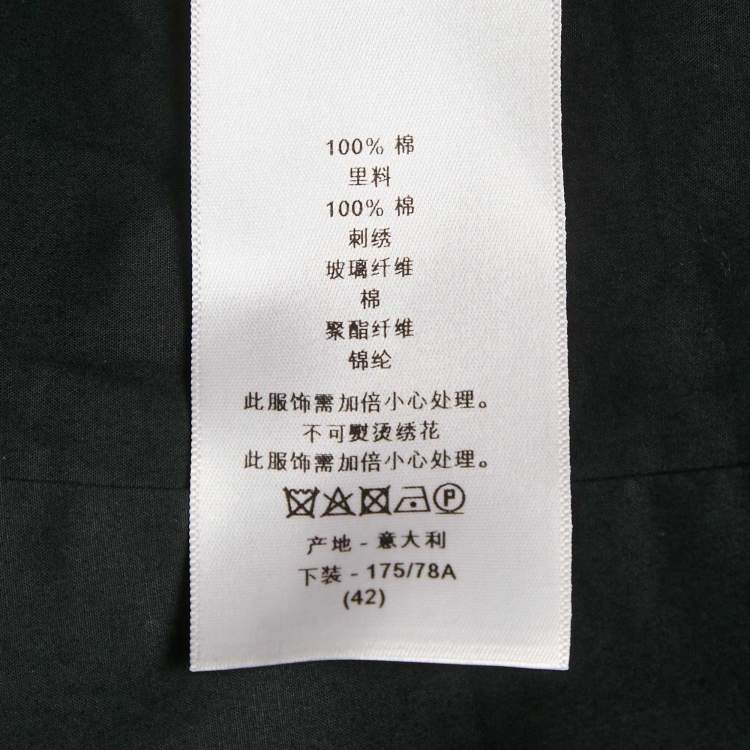 100% 棉
里料
100% 棉
刺绣
玻璃纤维
棉
聚酯纤维
锦纶
此服饰需加倍小心处理。
不可熨烫绣花
此服饰需加倍小心处理。
P
产地 - 意大利
下装 - 175/78A
(42)